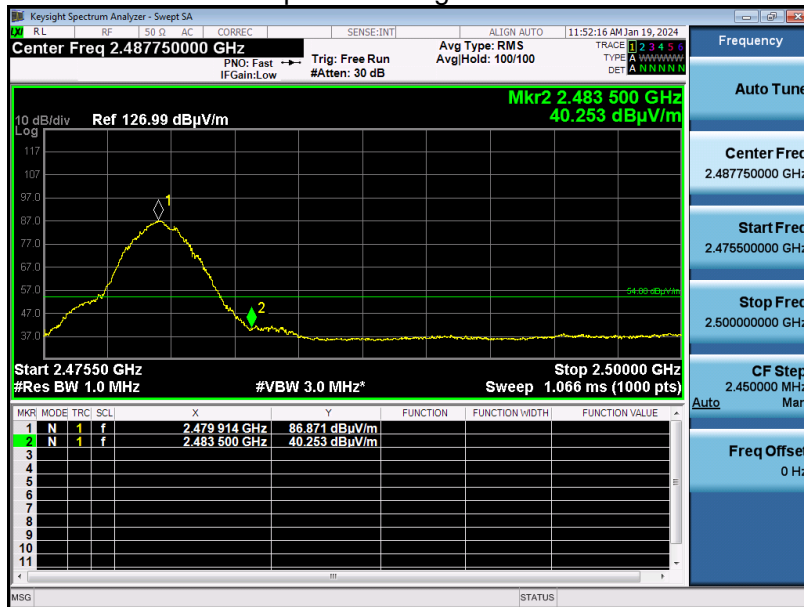 Keysight Spectrum Analyzer - Swept SA
LXI RL RF 50 Ω AC CORREC SENSE:INT ALIGN AUTO 11:52:16 AM Jan 19, 2024
Center Freq 2.487750000 GHz
PNO: Fast
IFGain:Low
Trig: Free Run
#Atten: 30 dB
Avg Type: RMS
Avg|Hold: 100/100
TRACE 1 2 3 4 5 6
TYPE A WWWWW
DET A N N N N N
Frequency
Auto Tune
Center Freq
2.487750000 GHz
Start Freq
2.475500000 GHz
Stop Freq
2.500000000 GHz
CF Step
2.450000 MHz
Auto Man
Freq Offset
0 Hz
Mkr2 2.483 500 GHz
40.253 dBµV/m
10 dB/div Ref 126.99 dBµV/m
Log
117
107
97.0
87.0
77.0
67.0
57.0
47.0
37.0
1
2
54.00 dBµV/m
Start 2.47550 GHz Stop 2.50000 GHz
#Res BW 1.0 MHz #VBW 3.0 MHz* Sweep 1.066 ms (1000 pts)
MKR MODE TRC SCL X Y FUNCTION FUNCTION WIDTH FUNCTION VALUE
1 N 1 f 2.479 914 GHz 86.871 dBµV/m
2 N 1 f 2.483 500 GHz 40.253 dBµV/m
3
4
5
6
7
8
9
10
11
MSG STATUS